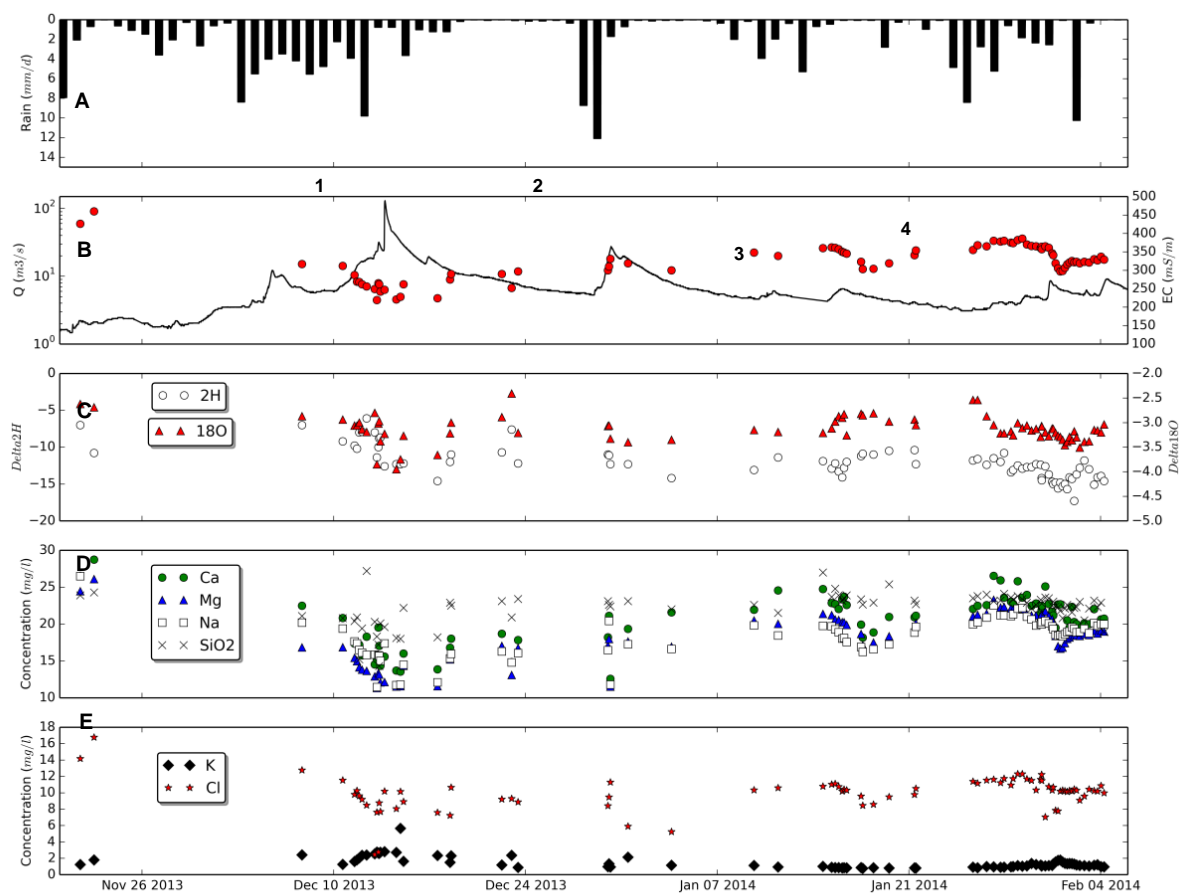 0
2
4
6
8
10
12
14
Rain (mm/d)
A
1
2
10²
10¹
10⁰
Q (m3/s)
B
3
4
500
450
400
350
300
250
200
150
100
EC (mS/m)
0
−5
−10
−15
−20
Delta2H
C
2H
18O
−2.0
−2.5
−3.0
−3.5
−4.0
−4.5
−5.0
Delta18O
30
25
20
15
10
Concentration (mg/l)
D
Ca
Mg
Na
SiO2
E
18
16
14
12
10
8
6
4
2
0
Concentration (mg/l)
K
Cl
Nov 26 2013
Dec 10 2013
Dec 24 2013
Jan 07 2014
Jan 21 2014
Feb 04 2014